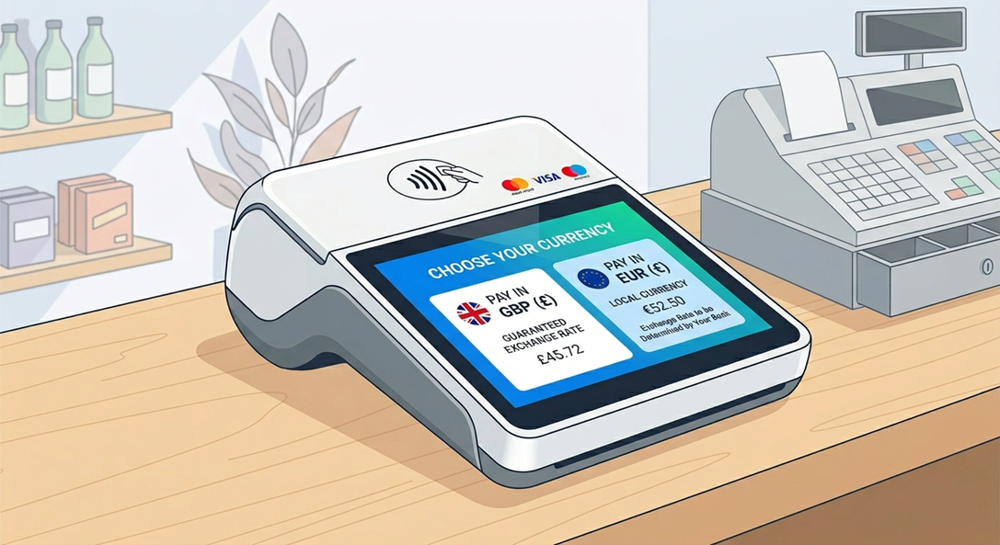 VISA
CHOOSE YOUR CURRENCY
PAY IN
GBP (£)
GUARANTEED
EXCHANGE RATE
£45.72
PAY IN
EUR (€)
LOCAL CURRENCY
€52.50
Exchange Rate to be
Determined by Your Bank